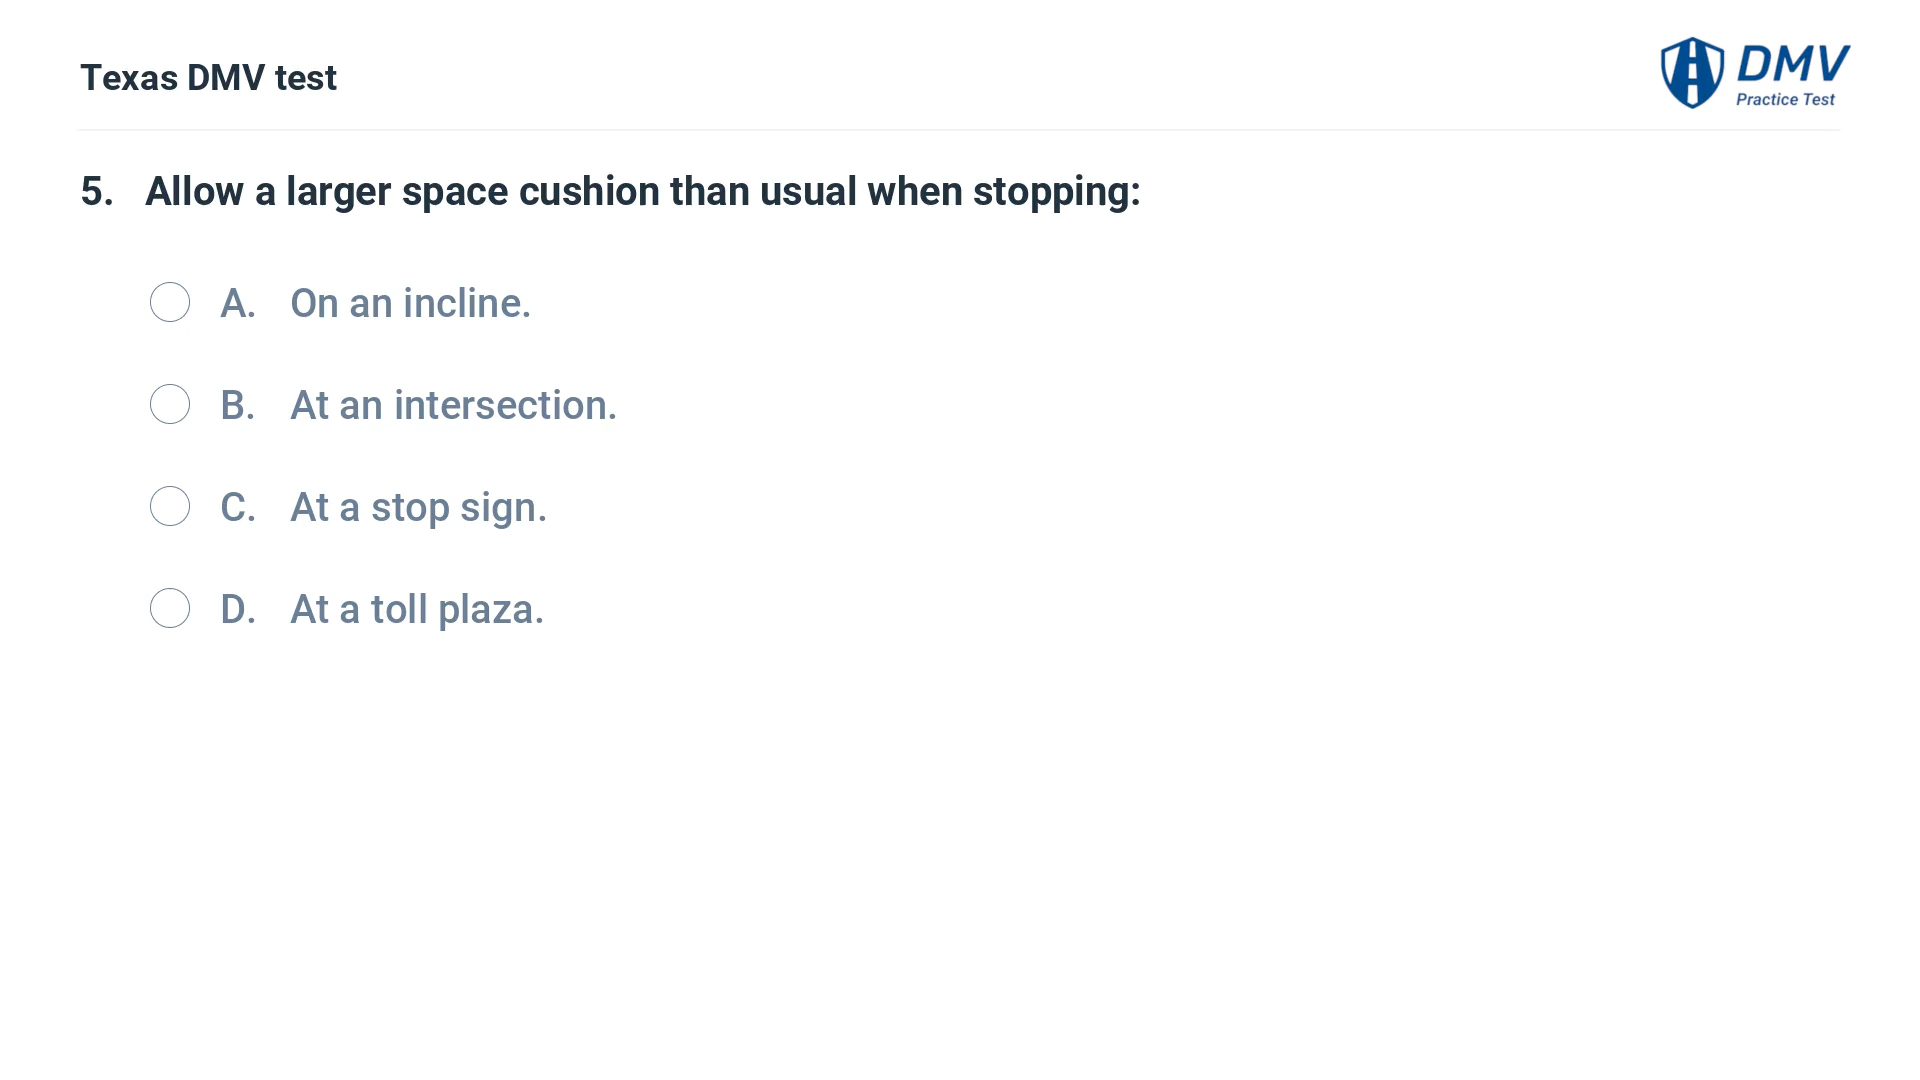 Texas DMV test
DMV
Practice Test
5. Allow a larger space cushion than usual when stopping:
A. On an incline.
B. At an intersection.
C. At a stop sign.
D. At a toll plaza.